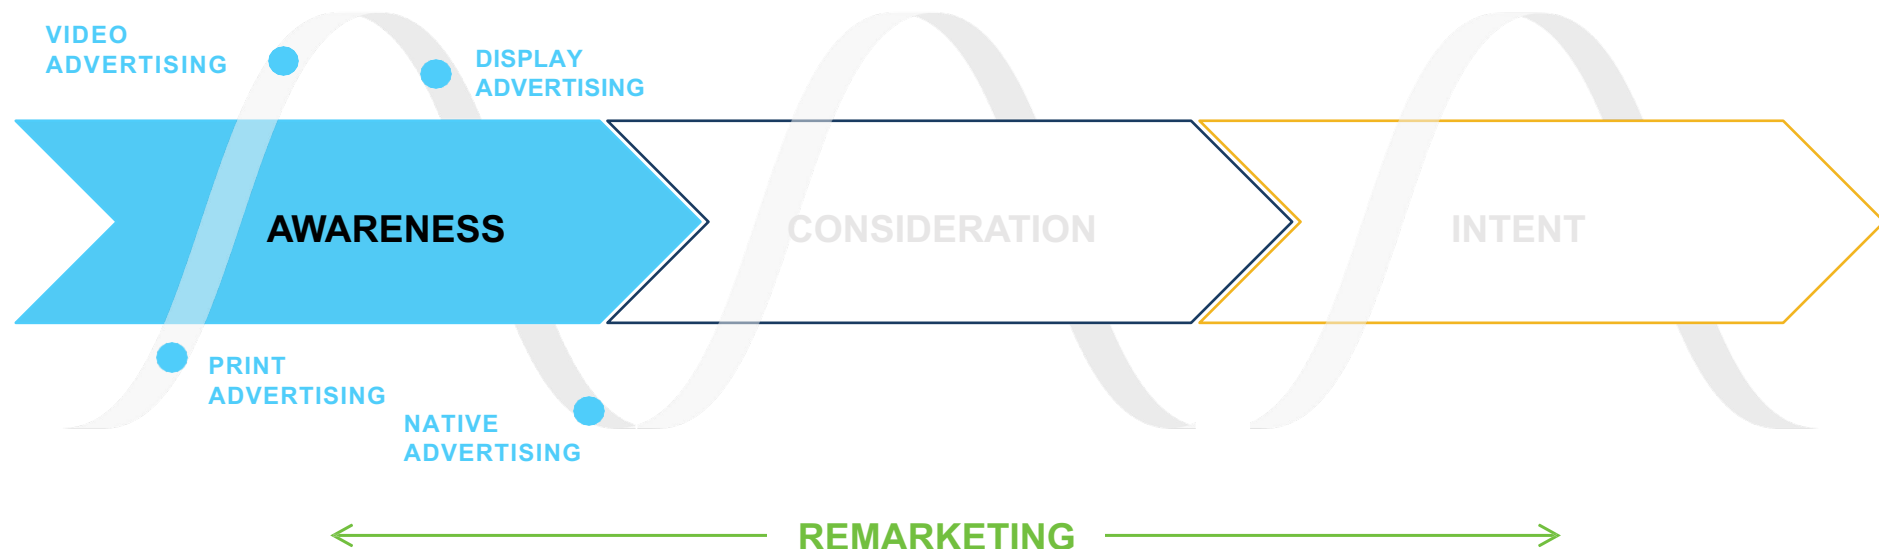 VIDEO
ADVERTISING
DISPLAY
ADVERTISING
AWARENESS
CONSIDERATION
INTENT
PRINT
ADVERTISING
NATIVE
ADVERTISING
REMARKETING